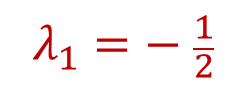 λ₁ = − 1/2